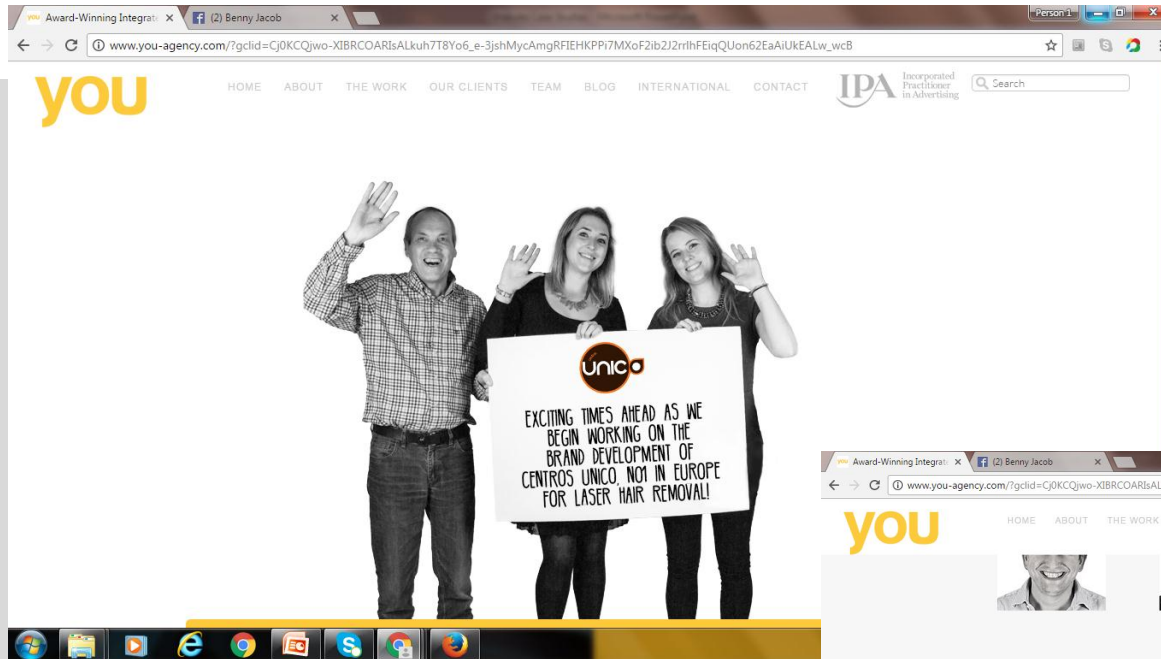 Award-Winning Integrat
(2) Benny Jacob
Person 1
www.you-agency.com/?gclid=Cj0KCQjwo-XIBRCOARIsALkuh7T8Yo6_e-3jshMycAmgRFIEHKPPi7MXoF2ib2J2rrlhFEiqQUon62EaAiUkEALw_wcB
you
HOME ABOUT THE WORK OUR CLIENTS TEAM BLOG INTERNATIONAL CONTACT
IPA
Incorporated
Practitioner
in Advertising
Search
UNICO
EXCITING TIMES AHEAD AS WE
BEGIN WORKING ON THE
BRAND DEVELOPMENT OF
CENTROS UNICO, NO1 IN EUROPE
FOR LASER HAIR REMOVAL!
Award-Winning Integrat
(2) Benny Jacob
www.you-agency.com/?gclid=Cj0KCQjwo-XIBRCOARIsAL
you
HOME ABOUT THE WORK